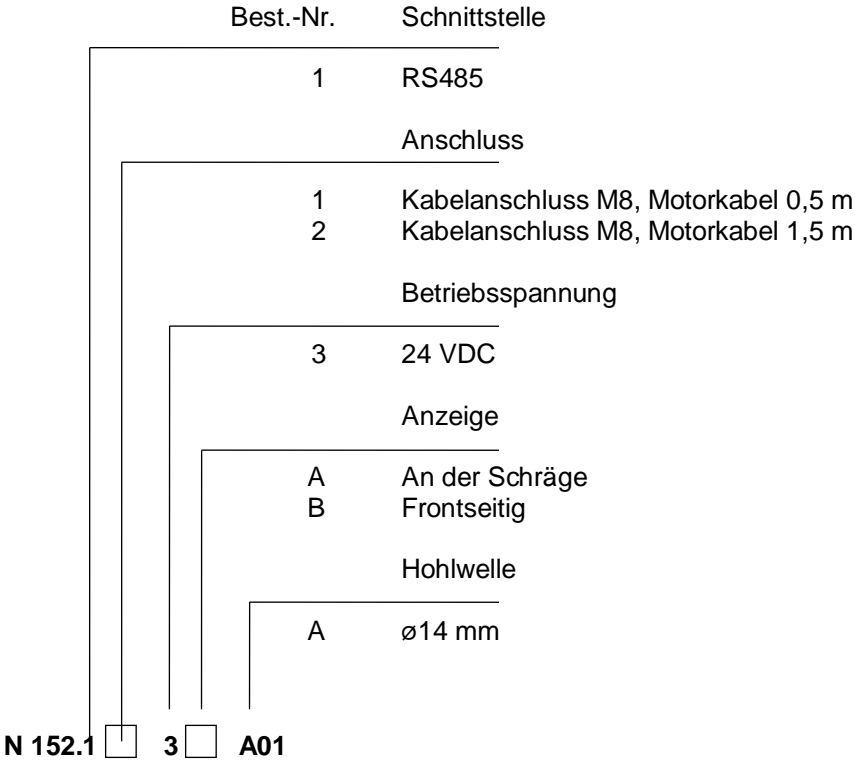 Best.-Nr. Schnittstelle
1 RS485
Anschluss
1 Kabelanschluss M8, Motorkabel 0,5 m
2 Kabelanschluss M8, Motorkabel 1,5 m
Betriebsspannung
3 24 VDC
Anzeige
A An der Schräge
B Frontseitig
Hohlwelle
A ø14 mm
N 152.1 3 A01